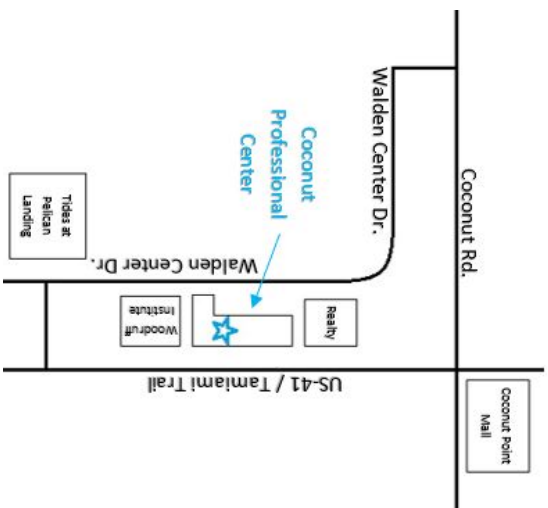 Coconut Rd.
Walden Center Dr.
Coconut
Professional
Center
Tides at
Pelican
Landing
Walden Center Dr.
Woodruff
Institute
Realty
US-41 / Tamiami Trail
Coconut Point
Mall